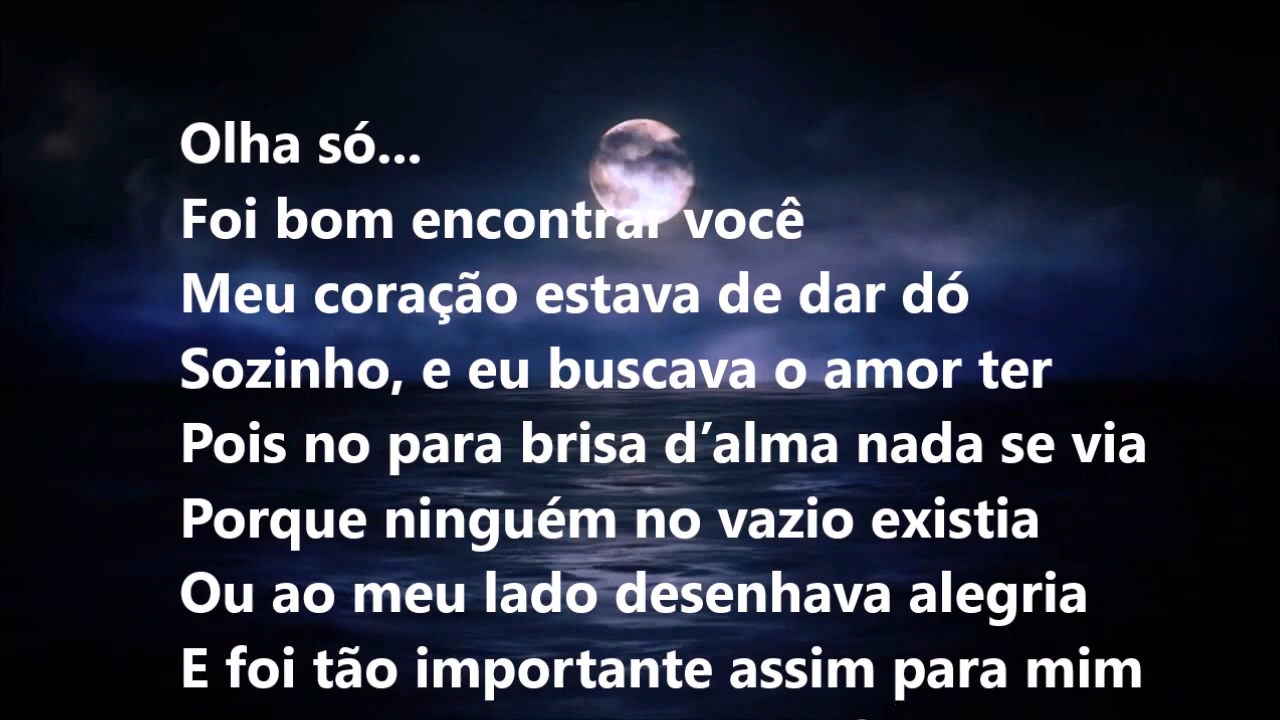 Olha só...
Foi bom encontrar você
Meu coração estava de dar dó
Sozinho, e eu buscava o amor ter
Pois no para brisa d’alma nada se via
Porque ninguém no vazio existia
Ou ao meu lado desenhava alegria
E foi tão importante assim para mim